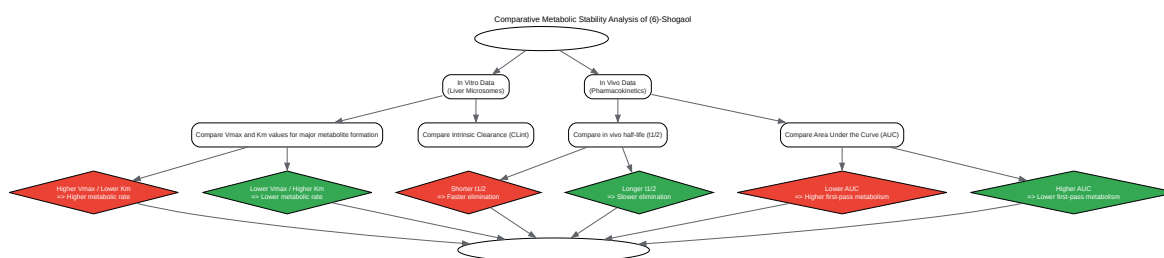 Comparative Metabolic Stability Analysis of (6)-Shogaol
In Vitro Data
(Liver Microsomes)
In Vivo Data
(Pharmacokinetics)
Compare Vmax and Km values for major metabolite formation
Compare Intrinsic Clearance (CLint)
Compare in vivo half-life (t1/2)
Compare Area Under the Curve (AUC)
Higher Vmax / Lower Km
=> Higher metabolic rate
Lower Vmax / Higher Km
=> Lower metabolic rate
Shorter t1/2
=> Faster elimination
Longer t1/2
=> Slower elimination
Lower AUC
=> Higher first-pass metabolism
Higher AUC
=> Lower first-pass metabolism